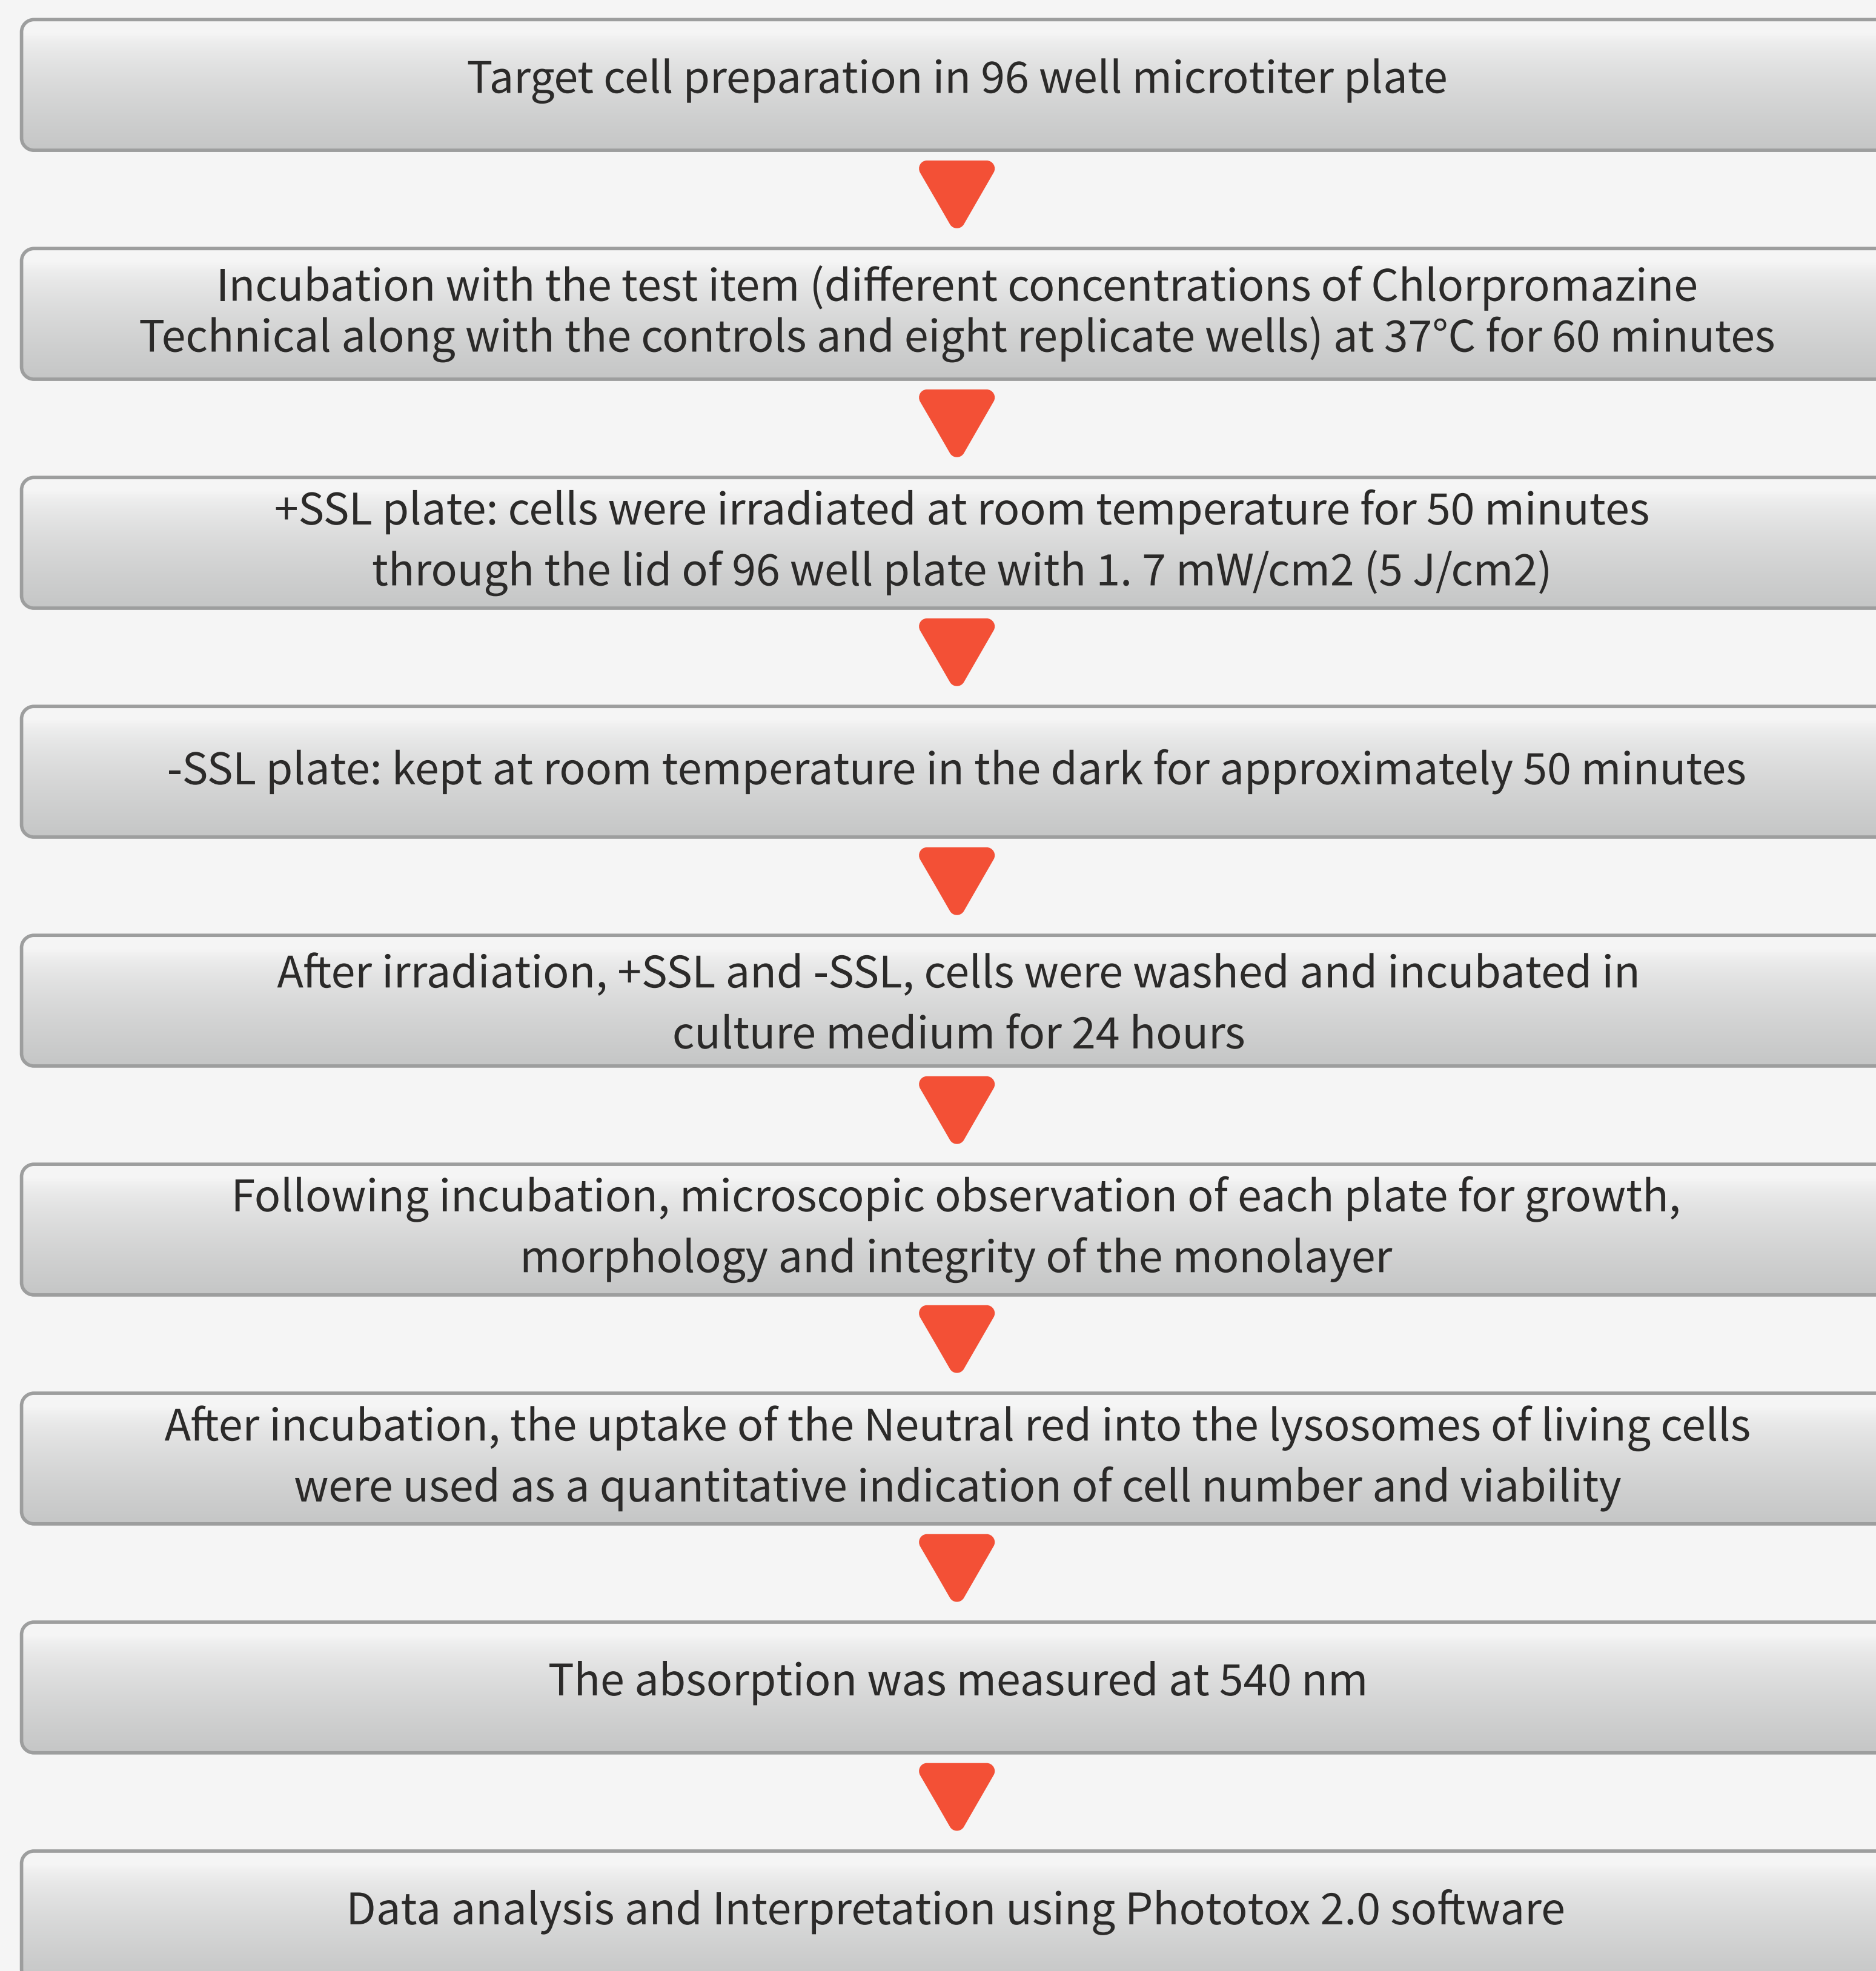 Target cell preparation in 96 well microtiter plate
Incubation with the test item (different concentrations of Chlorpromazine
Technical along with the controls and eight replicate wells) at 37°C for 60 minutes
+SSL plate: cells were irradiated at room temperature for 50 minutes
through the lid of 96 well plate with 1. 7 mW/cm2 (5 J/cm2)
-SSL plate: kept at room temperature in the dark for approximately 50 minutes
After irradiation, +SSL and -SSL, cells were washed and incubated in
culture medium for 24 hours
Following incubation, microscopic observation of each plate for growth,
morphology and integrity of the monolayer
After incubation, the uptake of the Neutral red into the lysosomes of living cells
were used as a quantitative indication of cell number and viability
The absorption was measured at 540 nm
Data analysis and Interpretation using Phototox 2.0 software